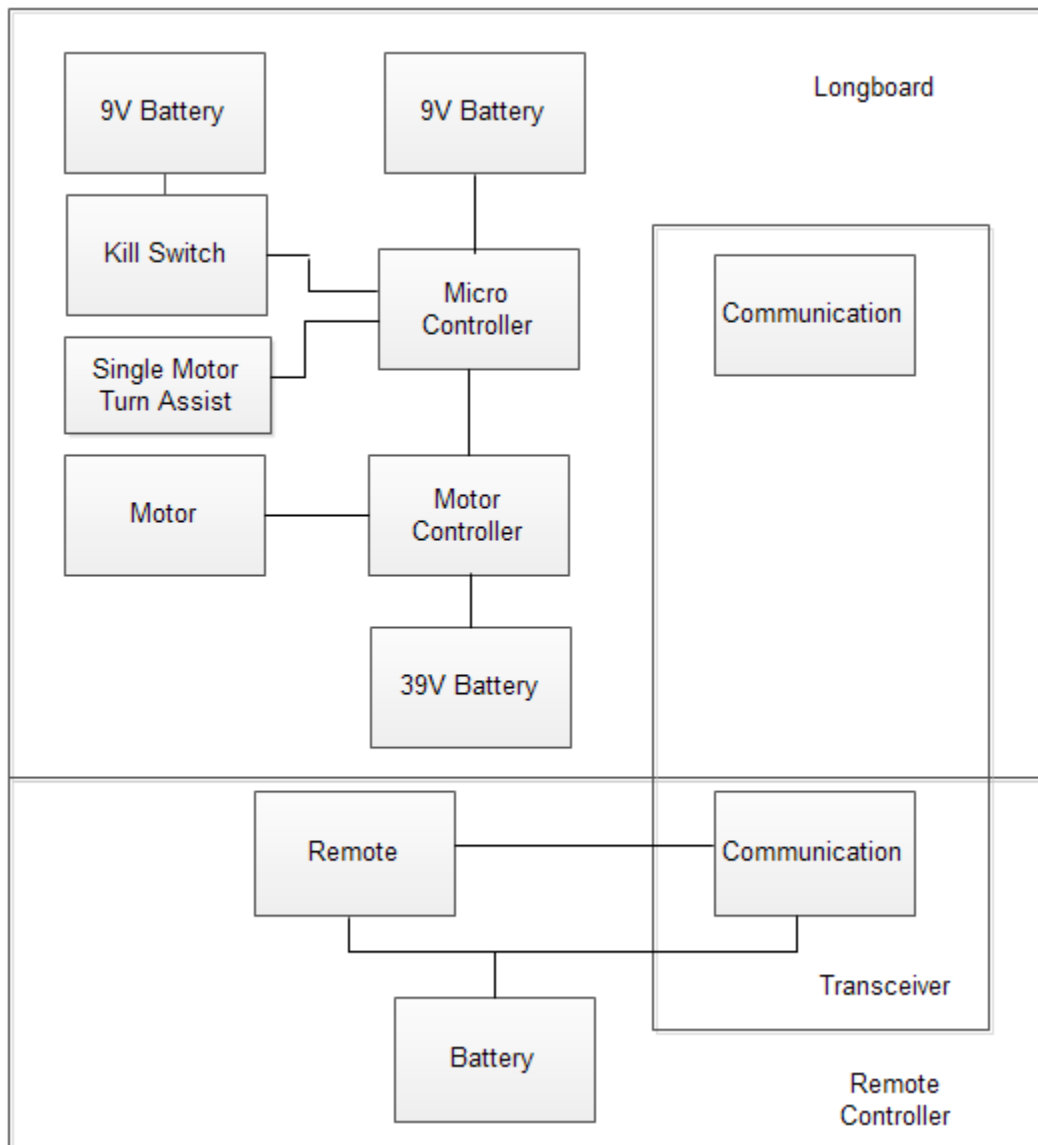 Longboard
9V Battery
9V Battery
Kill Switch
Micro
Controller
Communication
Single Motor
Turn Assist
Motor
Motor
Controller
39V Battery
Remote
Communication
Transceiver
Battery
Remote
Controller